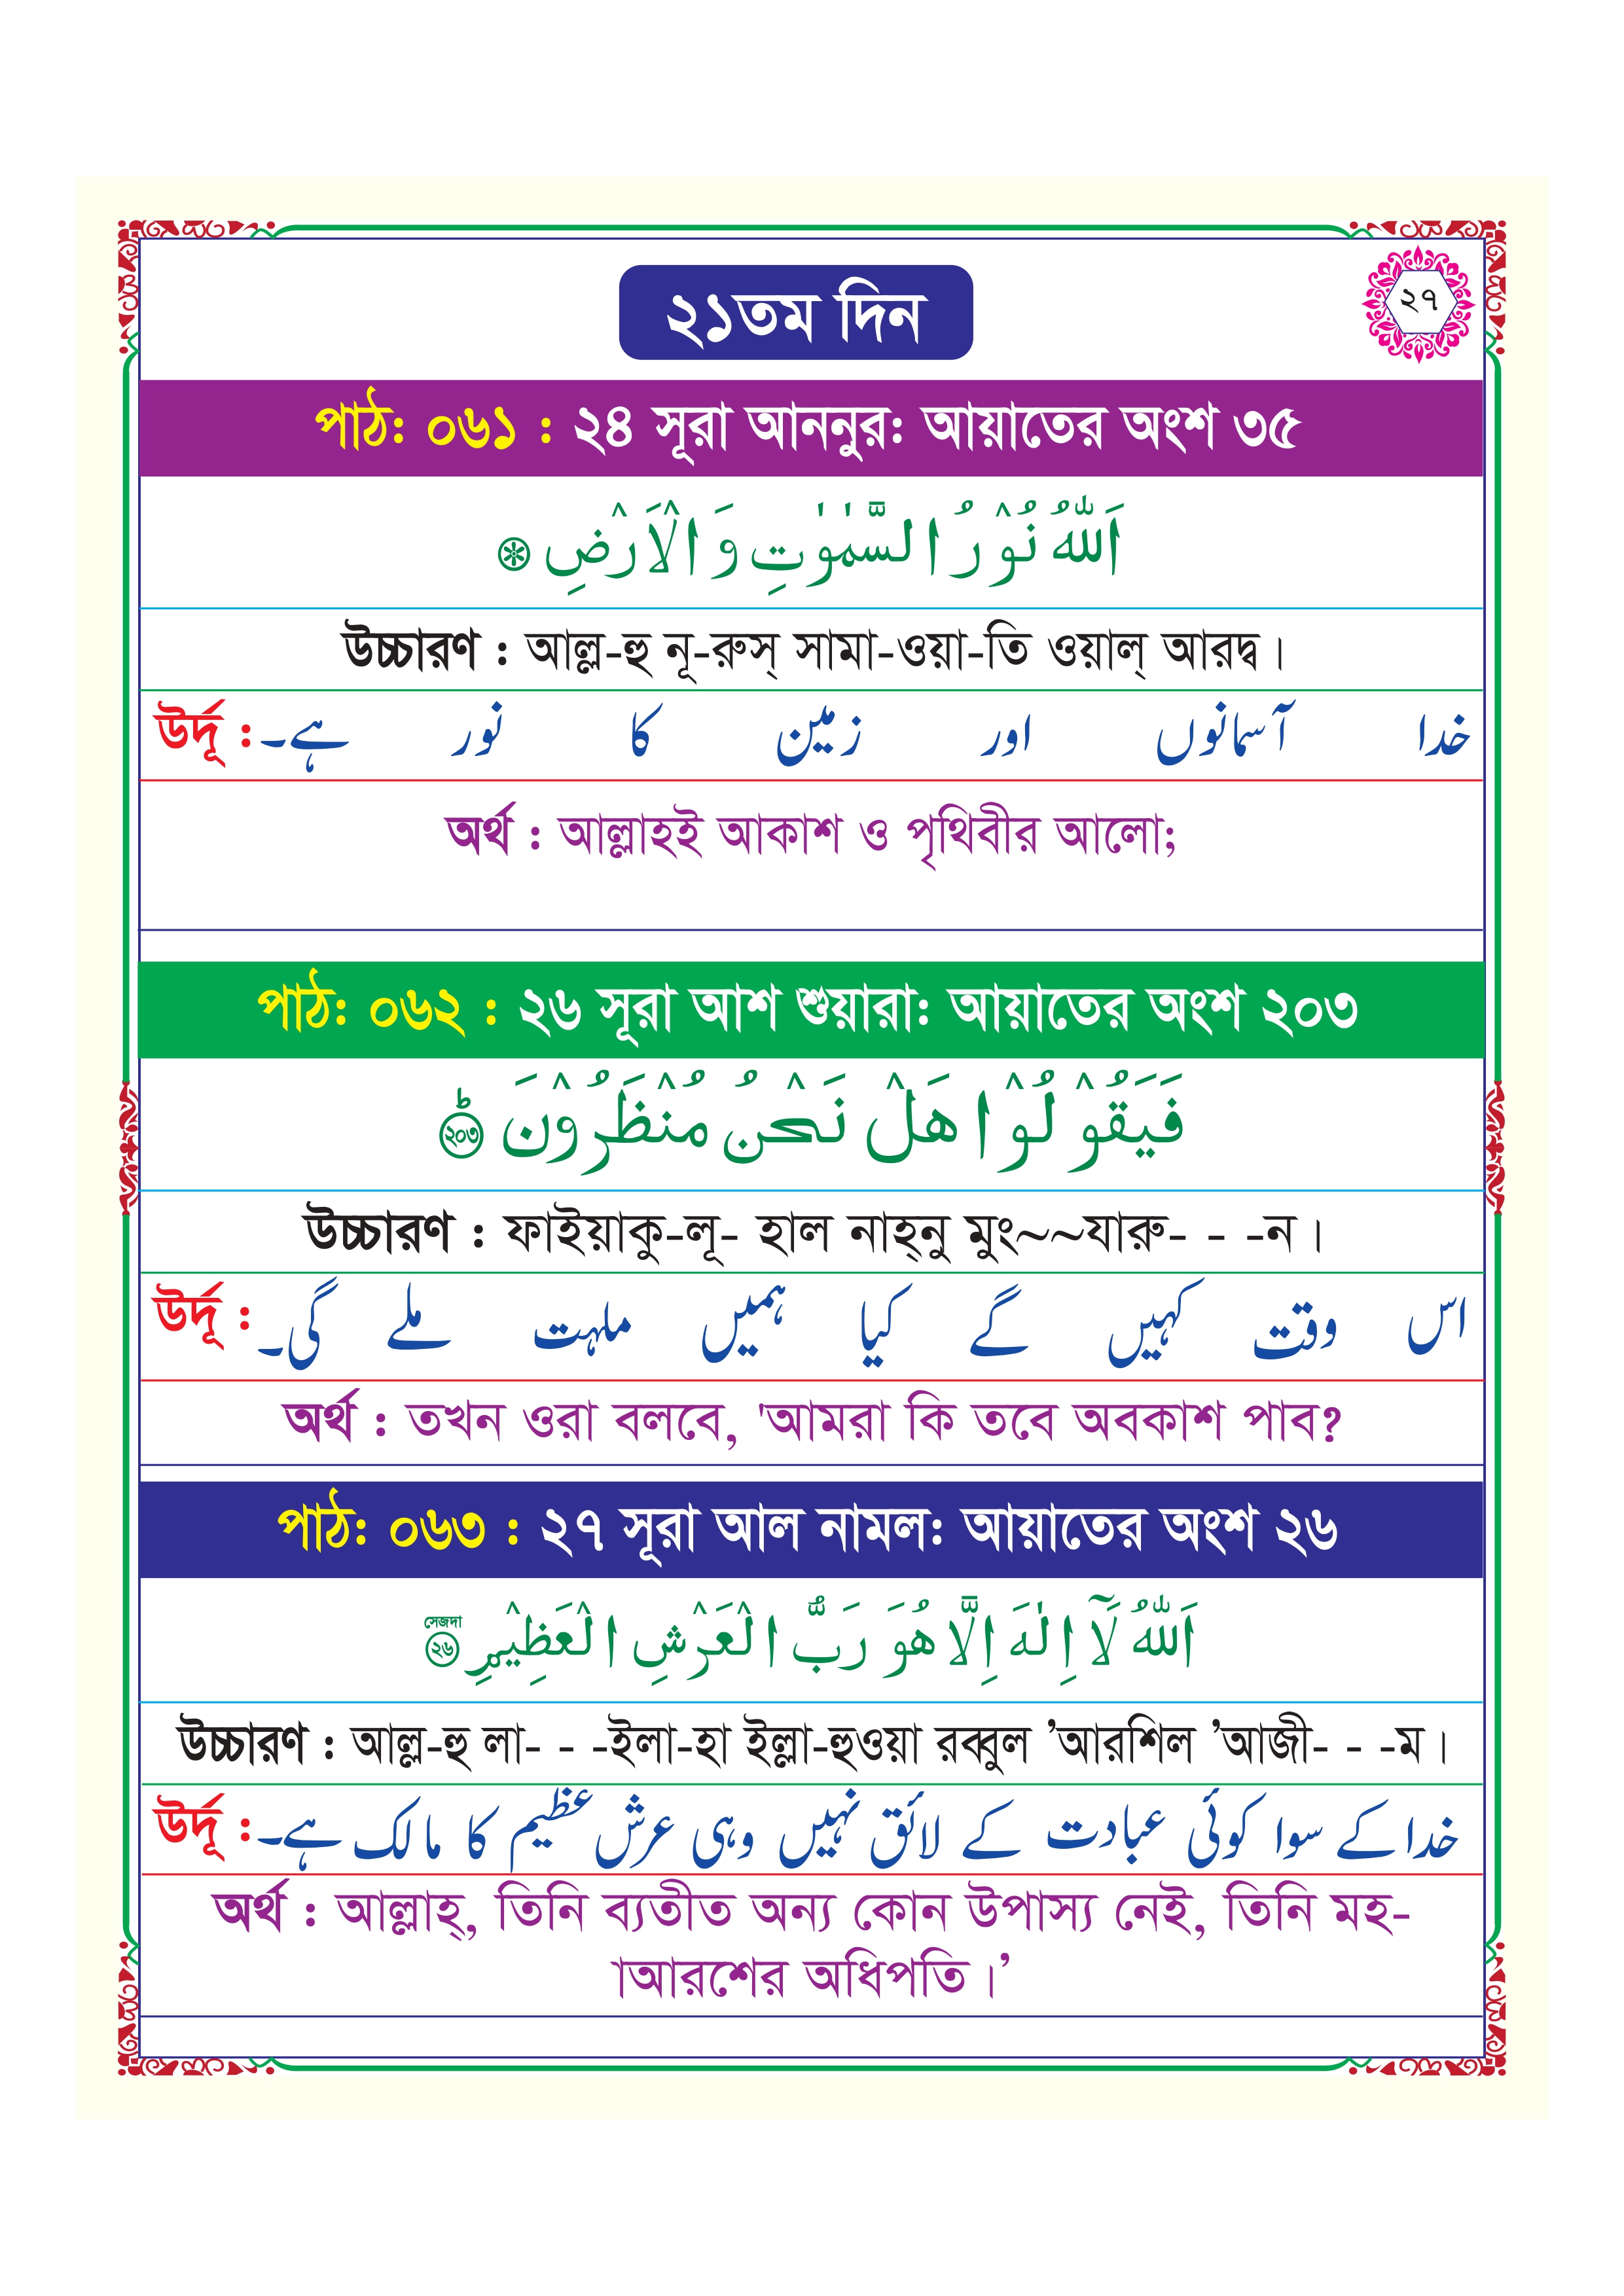 ২১তম দিন
২৭
পাঠ: ০৬১ : ২৪ সূরা আননুর: আয়াতের অংশ ৩৫
اَللّٰهُ نُوْرُ السَّمٰوٰتِ وَ الْاَرْضِ ۞
উচ্চারণ : আল্ল-হু নূ-রুস্ সামা-ওয়া-তি ওয়াল্ আরদ্ব।
উর্দূ : خدا آسمانوں اور زمین کا نور ہے۔
অর্থ : আল্লাহই আকাশ ও পৃথিবীর আলো;
পাঠ: ০৬২ : ২৬ সূরা আশ শুয়ারা: আয়াতের অংশ ২০৩
فَيَقُوْلُوْا هَلْ نَحْنُ مُنْظَرُوْنَ ؕ ২০৩
উচ্চারণ : ফাইয়াকু-লূ- হাল নাহ্নু মুং~~যারু- - -ন।
উর্দূ : اس وقت کہیں گے کیا ہمیں ملہت ملے گی۔
অর্থ : তখন ওরা বলবে, 'আমরা কি তবে অবকাশ পাব?
পাঠ: ০৬৩ : ২৭ সূরা আল নামল: আয়াতের অংশ ২৬
اَللّٰهُ لَاۤ اِلٰهَ اِلَّا هُوَ رَبُّ الْعَرْشِ الْعَظِيْمِ সেজদা ২৬
উচ্চারণ : আল্ল-হু লা- - -ইলা-হা ইল্লা-হুওয়া রব্বুল ’আরশিল ’আজী- - -ম।
উর্দূ : خدا کے سوا کوئی عبادت کے لائق نہیں وہی عرش عظیم کا مالک ہے۔
অর্থ : আল্লাহ্, তিনি ব্যতীত অন্য কোন উপাস্য নেই, তিনি মহ-
াআরশের অধিপতি।’